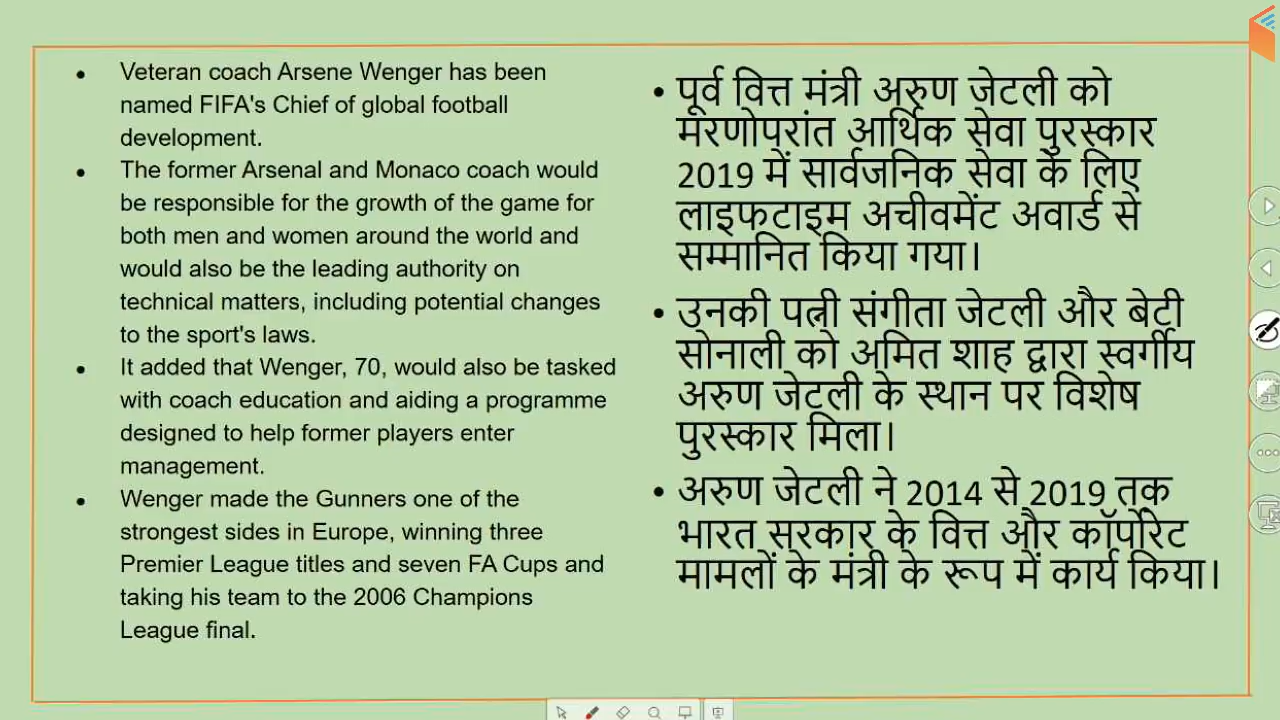 Veteran coach Arsene Wenger has been
named FIFA's Chief of global football
development.
The former Arsenal and Monaco coach would
be responsible for the growth of the game for
both men and women around the world and
would also be the leading authority on
technical matters, including potential changes
to the sport's laws.
It added that Wenger, 70, would also be tasked
with coach education and aiding a programme
designed to help former players enter
management.
Wenger made the Gunners one of the
strongest sides in Europe, winning three
Premier League titles and seven FA Cups and
taking his team to the 2006 Champions
League final.
पूर्व वित्त मंत्री अरुण जेटली को
मरणोपरांत आर्थिक सेवा पुरस्कार
2019 में सार्वजनिक सेवा के लिए
लाइफटाइम अचीवमेंट अवार्ड से
सम्मानित किया गया।
उनकी पत्नी संगीता जेटली और बेटी
सोनाली को अमित शाह द्वारा स्वर्गीय
अरुण जेटली के स्थान पर विशेष
पुरस्कार मिला।
अरुण जेटली ने 2014 से 2019 तक
भारत सरकार के वित्त और कॉर्पोरेट
मामलों के मंत्री के रूप में कार्य किया।